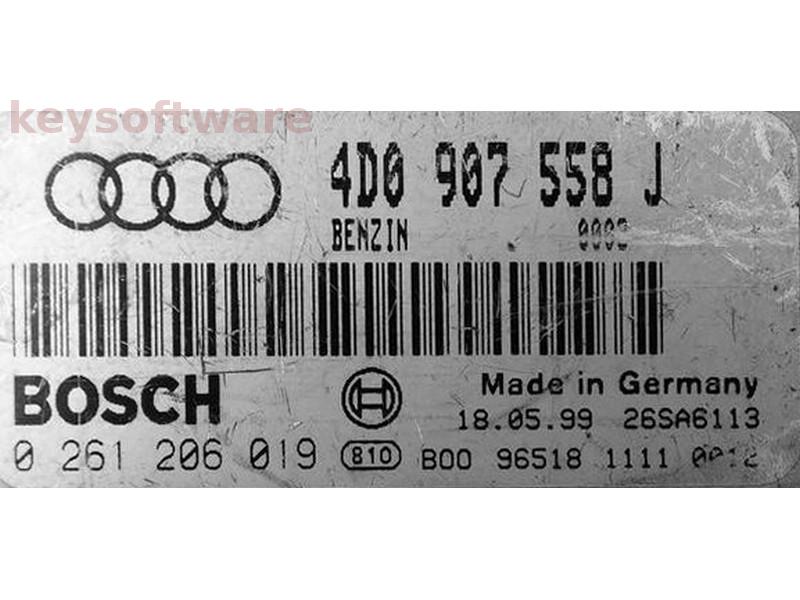 keysoftware
4D0 907 558 J
BENZIN
BOSCH
Made in Germany
18.05.99 26SA6113
0 261 206 019 810 B00 96518 1111